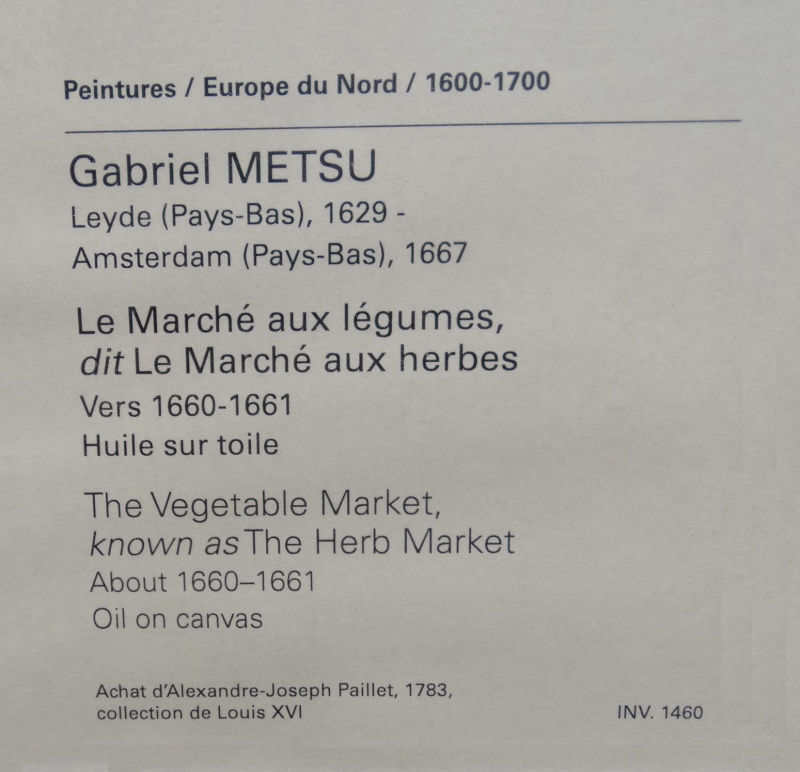 Peintures / Europe du Nord / 1600-1700
Gabriel METSU
Leyde (Pays-Bas), 1629 -
Amsterdam (Pays-Bas), 1667
Le Marché aux légumes,
dit Le Marché aux herbes
Vers 1660-1661
Huile sur toile
The Vegetable Market,
known as The Herb Market
About 1660–1661
Oil on canvas
Achat d'Alexandre-Joseph Paillet, 1783,
collection de Louis XVI
INV. 1460